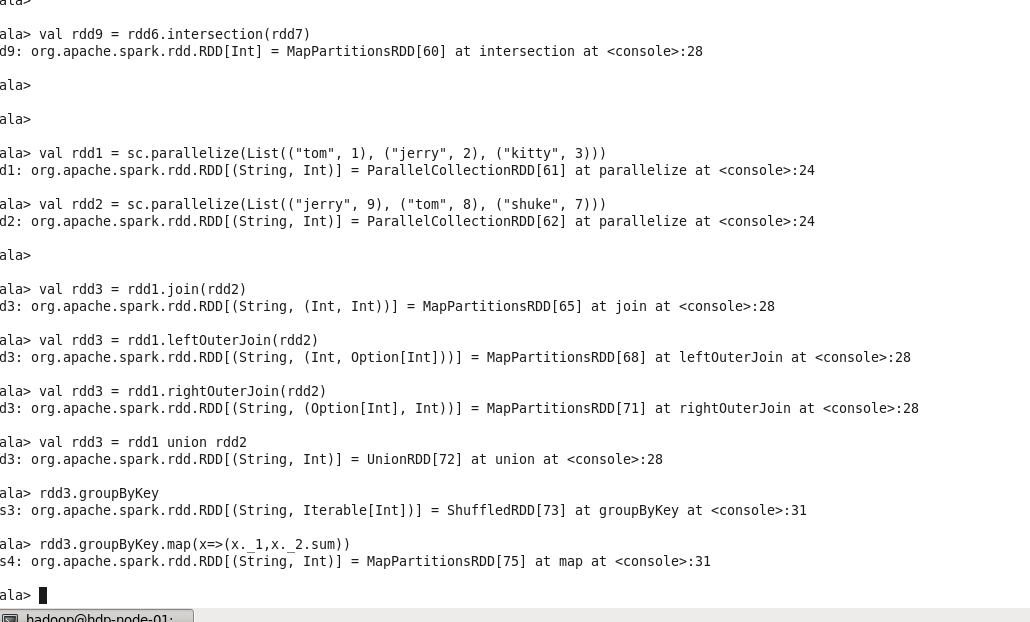 ala>
ala> val rdd9 = rdd6.intersection(rdd7)
d9: org.apache.spark.rdd.RDD[Int] = MapPartitionsRDD[60] at intersection at <console>:28
ala>
ala>
ala> val rdd1 = sc.parallelize(List(("tom", 1), ("jerry", 2), ("kitty", 3)))
d1: org.apache.spark.rdd.RDD[(String, Int)] = ParallelCollectionRDD[61] at parallelize at <console>:24
ala> val rdd2 = sc.parallelize(List(("jerry", 9), ("tom", 8), ("shuke", 7)))
d2: org.apache.spark.rdd.RDD[(String, Int)] = ParallelCollectionRDD[62] at parallelize at <console>:24
ala>
ala> val rdd3 = rdd1.join(rdd2)
d3: org.apache.spark.rdd.RDD[(String, (Int, Int))] = MapPartitionsRDD[65] at join at <console>:28
ala> val rdd3 = rdd1.leftOuterJoin(rdd2)
d3: org.apache.spark.rdd.RDD[(String, (Int, Option[Int]))] = MapPartitionsRDD[68] at leftOuterJoin at <console>:28
ala> val rdd3 = rdd1.rightOuterJoin(rdd2)
d3: org.apache.spark.rdd.RDD[(String, (Option[Int], Int))] = MapPartitionsRDD[71] at rightOuterJoin at <console>:28
ala> val rdd3 = rdd1 union rdd2
d3: org.apache.spark.rdd.RDD[(String, Int)] = UnionRDD[72] at union at <console>:28
ala> rdd3.groupByKey
s3: org.apache.spark.rdd.RDD[(String, Iterable[Int])] = ShuffledRDD[73] at groupByKey at <console>:31
ala> rdd3.groupByKey.map(x=>(x._1,x._2.sum))
s4: org.apache.spark.rdd.RDD[(String, Int)] = MapPartitionsRDD[75] at map at <console>:31
ala>
hadoop@hdp-node-01: